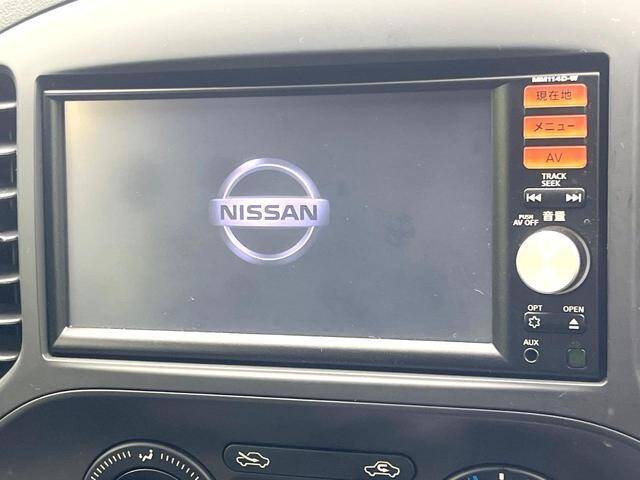 MM114D-W
現在地
メニュー
AV
TRACK
SEEK
PUSH
AV OFF
音量
NISSAN
OPT
OPEN
AUX